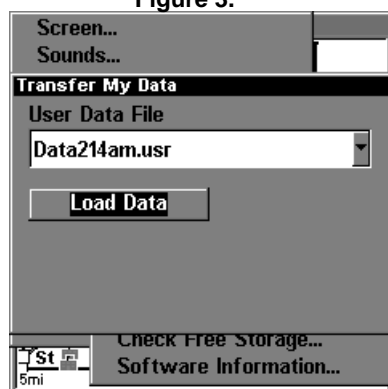 Figure 3.
Screen...
Sounds...
Transfer My Data
User Data File
Data214am.usr
Load Data
Check Free Storage...
St
Software Information...
5mi